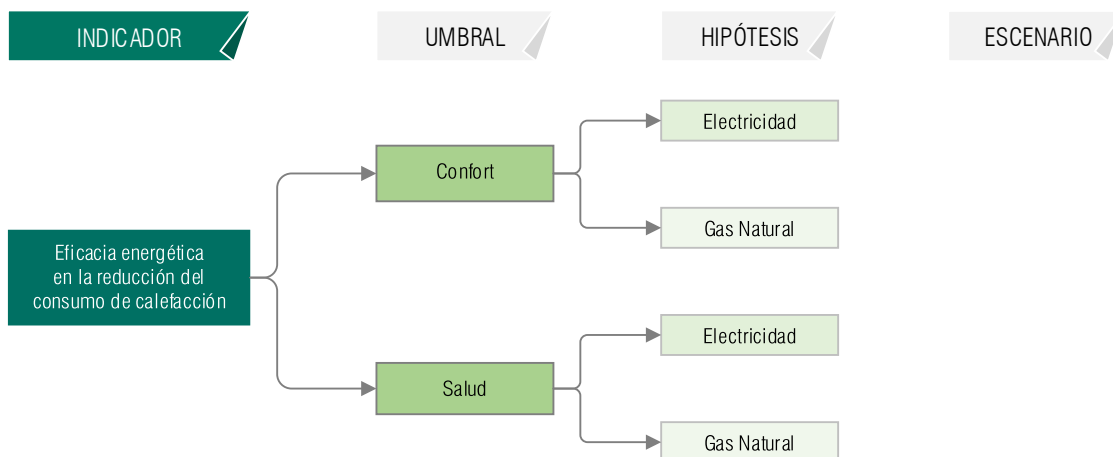 INDICADOR
UMBRAL
HIPÓTESIS
ESCENARIO
Electricidad
Confort
Gas Natural
Eficacia energética
en la reducción del
consumo de calefacción
Electricidad
Salud
Gas Natural